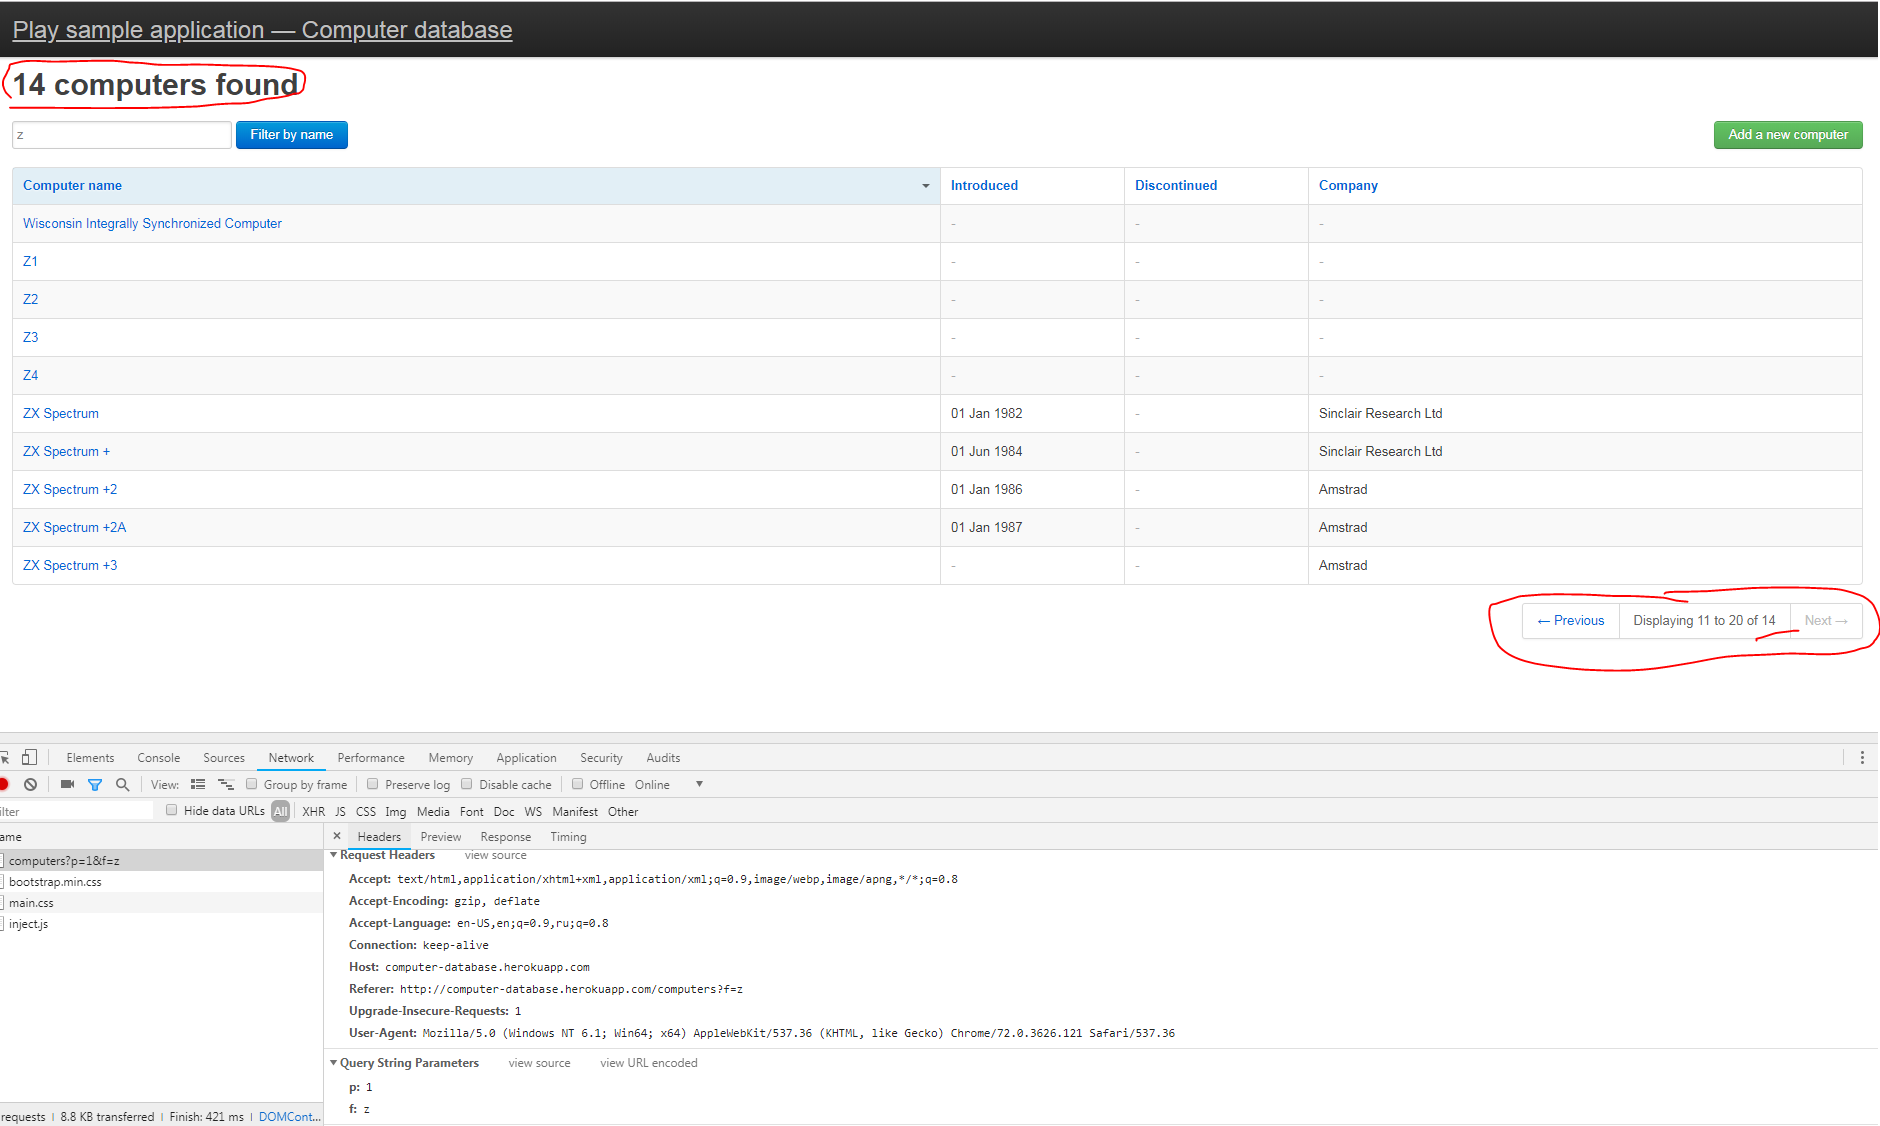 Play sample application — Computer database
14 computers found
z Filter by name Add a new computer
Computer name Introduced Discontinued Company
Wisconsin Integrally Synchronized Computer - - -
Z1 - - -
Z2 - - -
Z3 - - -
Z4 - - -
ZX Spectrum 01 Jan 1982 - Sinclair Research Ltd
ZX Spectrum + 01 Jun 1984 - Sinclair Research Ltd
ZX Spectrum +2 01 Jan 1986 - Amstrad
ZX Spectrum +2A 01 Jan 1987 - Amstrad
ZX Spectrum +3 - - Amstrad
← Previous Displaying 11 to 20 of 14 Next →
Elements Console Sources Network Performance Memory Application Security Audits
View: Group by frame Preserve log Disable cache Offline Online
ilter Hide data URLs All XHR JS CSS Img Media Font Doc WS Manifest Other
ame
× Headers Preview Response Timing
computers?p=1&f=z
bootstrap.min.css
main.css
inject.js
Request Headers view source
Accept: text/html,application/xhtml+xml,application/xml;q=0.9,image/webp,image/apng,*/*;q=0.8
Accept-Encoding: gzip, deflate
Accept-Language: en-US,en;q=0.9,ru;q=0.8
Connection: keep-alive
Host: computer-database.herokuapp.com
Referer: http://computer-database.herokuapp.com/computers?f=z
Upgrade-Insecure-Requests: 1
User-Agent: Mozilla/5.0 (Windows NT 6.1; Win64; x64) AppleWebKit/537.36 (KHTML, like Gecko) Chrome/72.0.3626.121 Safari/537.36
Query String Parameters view source view URL encoded
p: 1
f: z
requests 8.8 KB transferred Finish: 421 ms DOMCont...